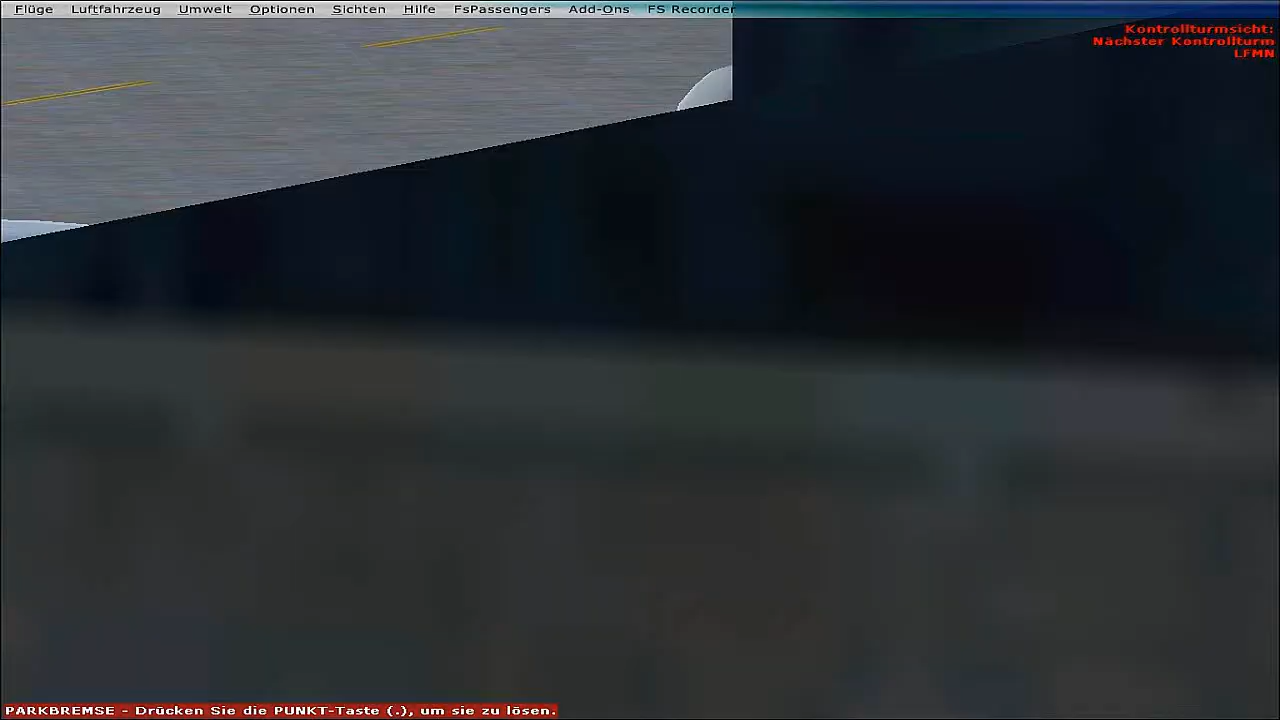 Flüge Luftfahrzeug Umwelt Optionen Sichten Hilfe FsPassengers Add-Ons FS Recorder
Kontrollturmsicht:
Nächster Kontrollturm
LFMN
PARKBREMSE - Drücken Sie die PUNKT-Taste (.), um sie zu lösen.